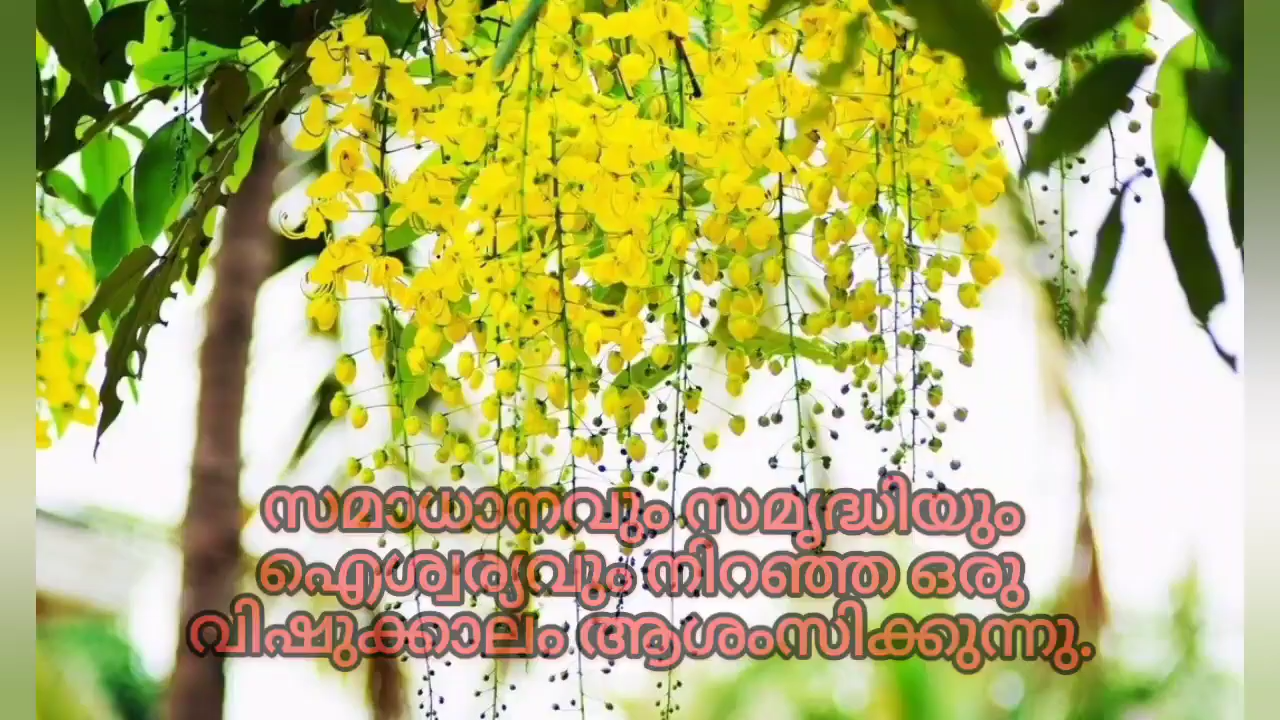 സമാധാനവും സമൃദ്ധിയും
ഐശ്വര്യവും നിറഞ്ഞ ഒരു
വിഷുക്കാലം ആശംസിക്കുന്നു.